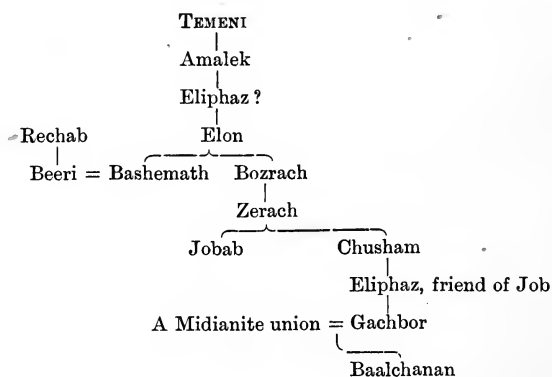 TEMENI
Amalek
Eliphaz ?
Rechab Elon
Beeri = Bashemath Bozrach
Zerach
Jobab Chusham
Eliphaz, friend of Job
A Midianite union = Gachbor
Baalchanan